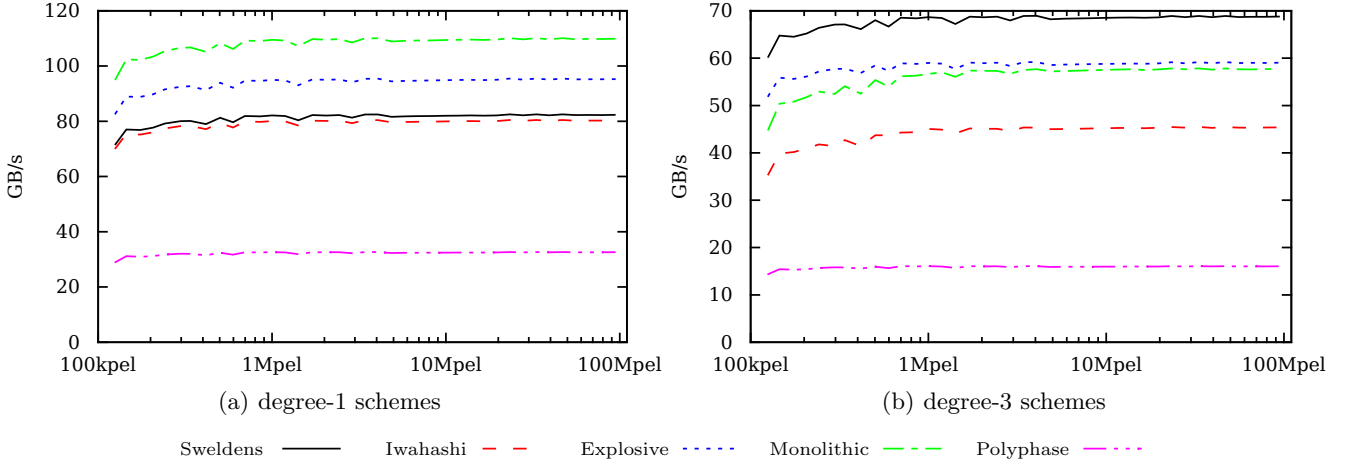 GB/s
120
100
80
60
40
20
0
100kpel 1Mpel 10Mpel 100Mpel
(a) degree-1 schemes
GB/s
70
60
50
40
30
20
10
0
100kpel 1Mpel 10Mpel 100Mpel
(b) degree-3 schemes
Sweldens Iwahashi Explosive Monolithic Polyphase